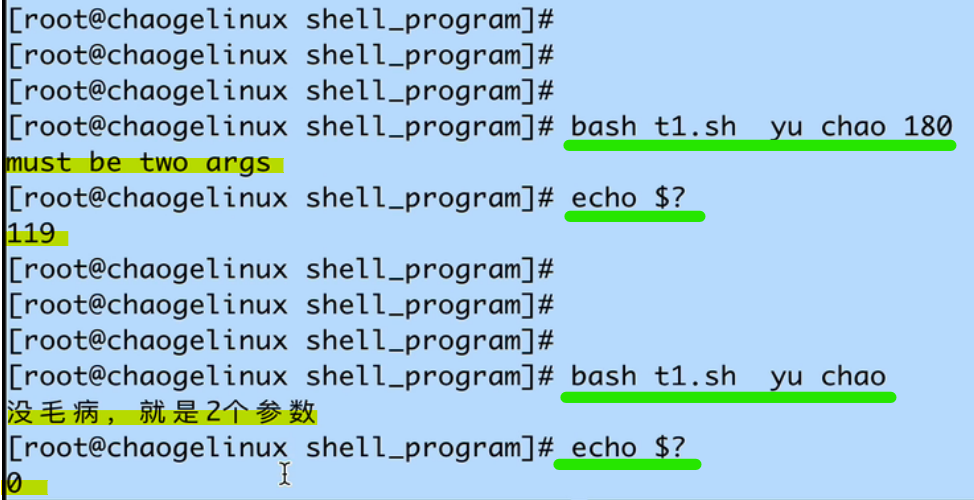 [root@chaogelinux shell_program]#
[root@chaogelinux shell_program]#
[root@chaogelinux shell_program]#
[root@chaogelinux shell_program]# bash t1.sh  yu chao 180
must be two args
[root@chaogelinux shell_program]# echo $?
119
[root@chaogelinux shell_program]#
[root@chaogelinux shell_program]#
[root@chaogelinux shell_program]#
[root@chaogelinux shell_program]# bash t1.sh  yu chao
没毛病，就是2个参数
[root@chaogelinux shell_program]# echo $?
0